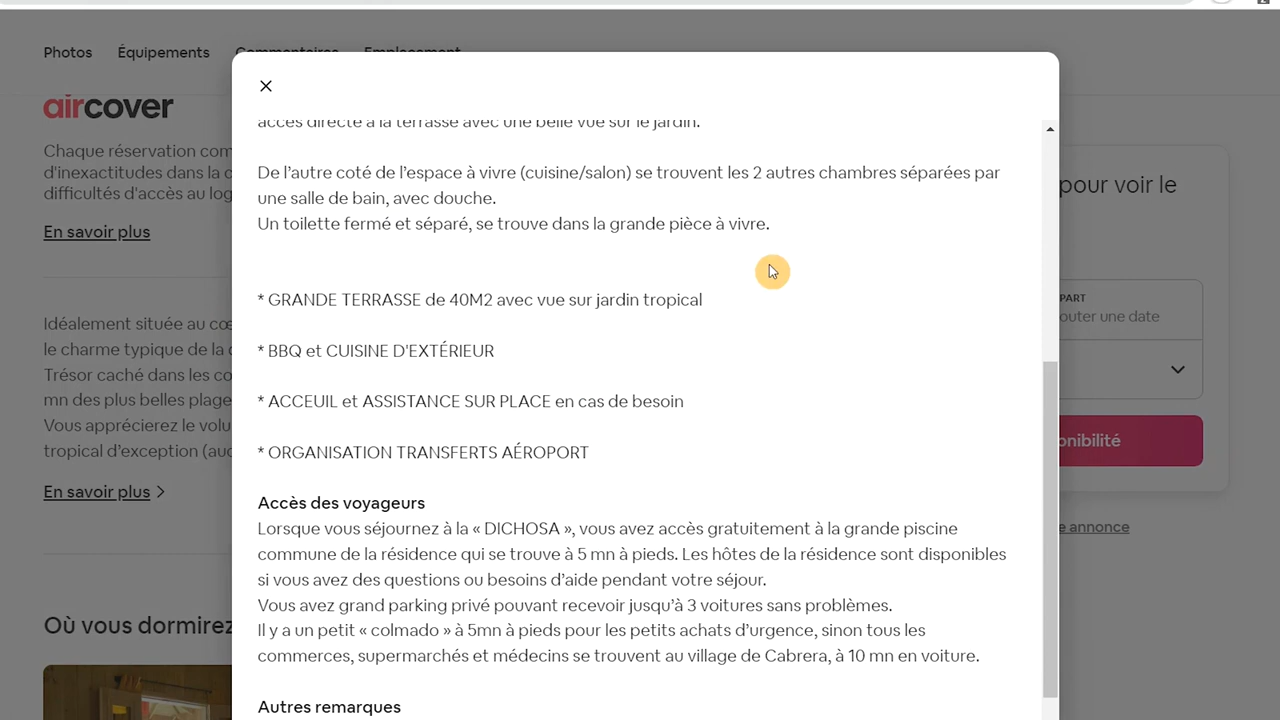 Photos Équipements Commentaires Emplacement
aircover
Chaque réservation com
d'inexactitudes dans la d
difficultés d'accès au log
En savoir plus
Idéalement située au cœ
le charme typique de la
Trésor caché dans les co
mn des plus belles plage
Vous apprécierez le volu
tropical d'exception (aud
En savoir plus
Où vous dormirez
accès directe à la terrasse avec une belle vue sur le jardin.
De l'autre coté de l'espace à vivre (cuisine/salon) se trouvent les 2 autres chambres séparées par
une salle de bain, avec douche.
Un toilette fermé et séparé, se trouve dans la grande pièce à vivre.
* GRANDE TERRASSE de 40M2 avec vue sur jardin tropical
* BBQ et CUISINE D'EXTÉRIEUR
* ACCEUIL et ASSISTANCE SUR PLACE en cas de besoin
* ORGANISATION TRANSFERTS AÉROPORT
Accès des voyageurs
Lorsque vous séjournez à la « DICHOSA », vous avez accès gratuitement à la grande piscine
commune de la résidence qui se trouve à 5 mn à pieds. Les hôtes de la résidence sont disponibles
si vous avez des questions ou besoins d'aide pendant votre séjour.
Vous avez grand parking privé pouvant recevoir jusqu'à 3 voitures sans problèmes.
Il y a un petit « colmado » à 5mn à pieds pour les petits achats d'urgence, sinon tous les
commerces, supermarchés et médecins se trouvent au village de Cabrera, à 10 mn en voiture.
Autres remarques
pour voir le
PART
outer une date
onibilité
e annonce